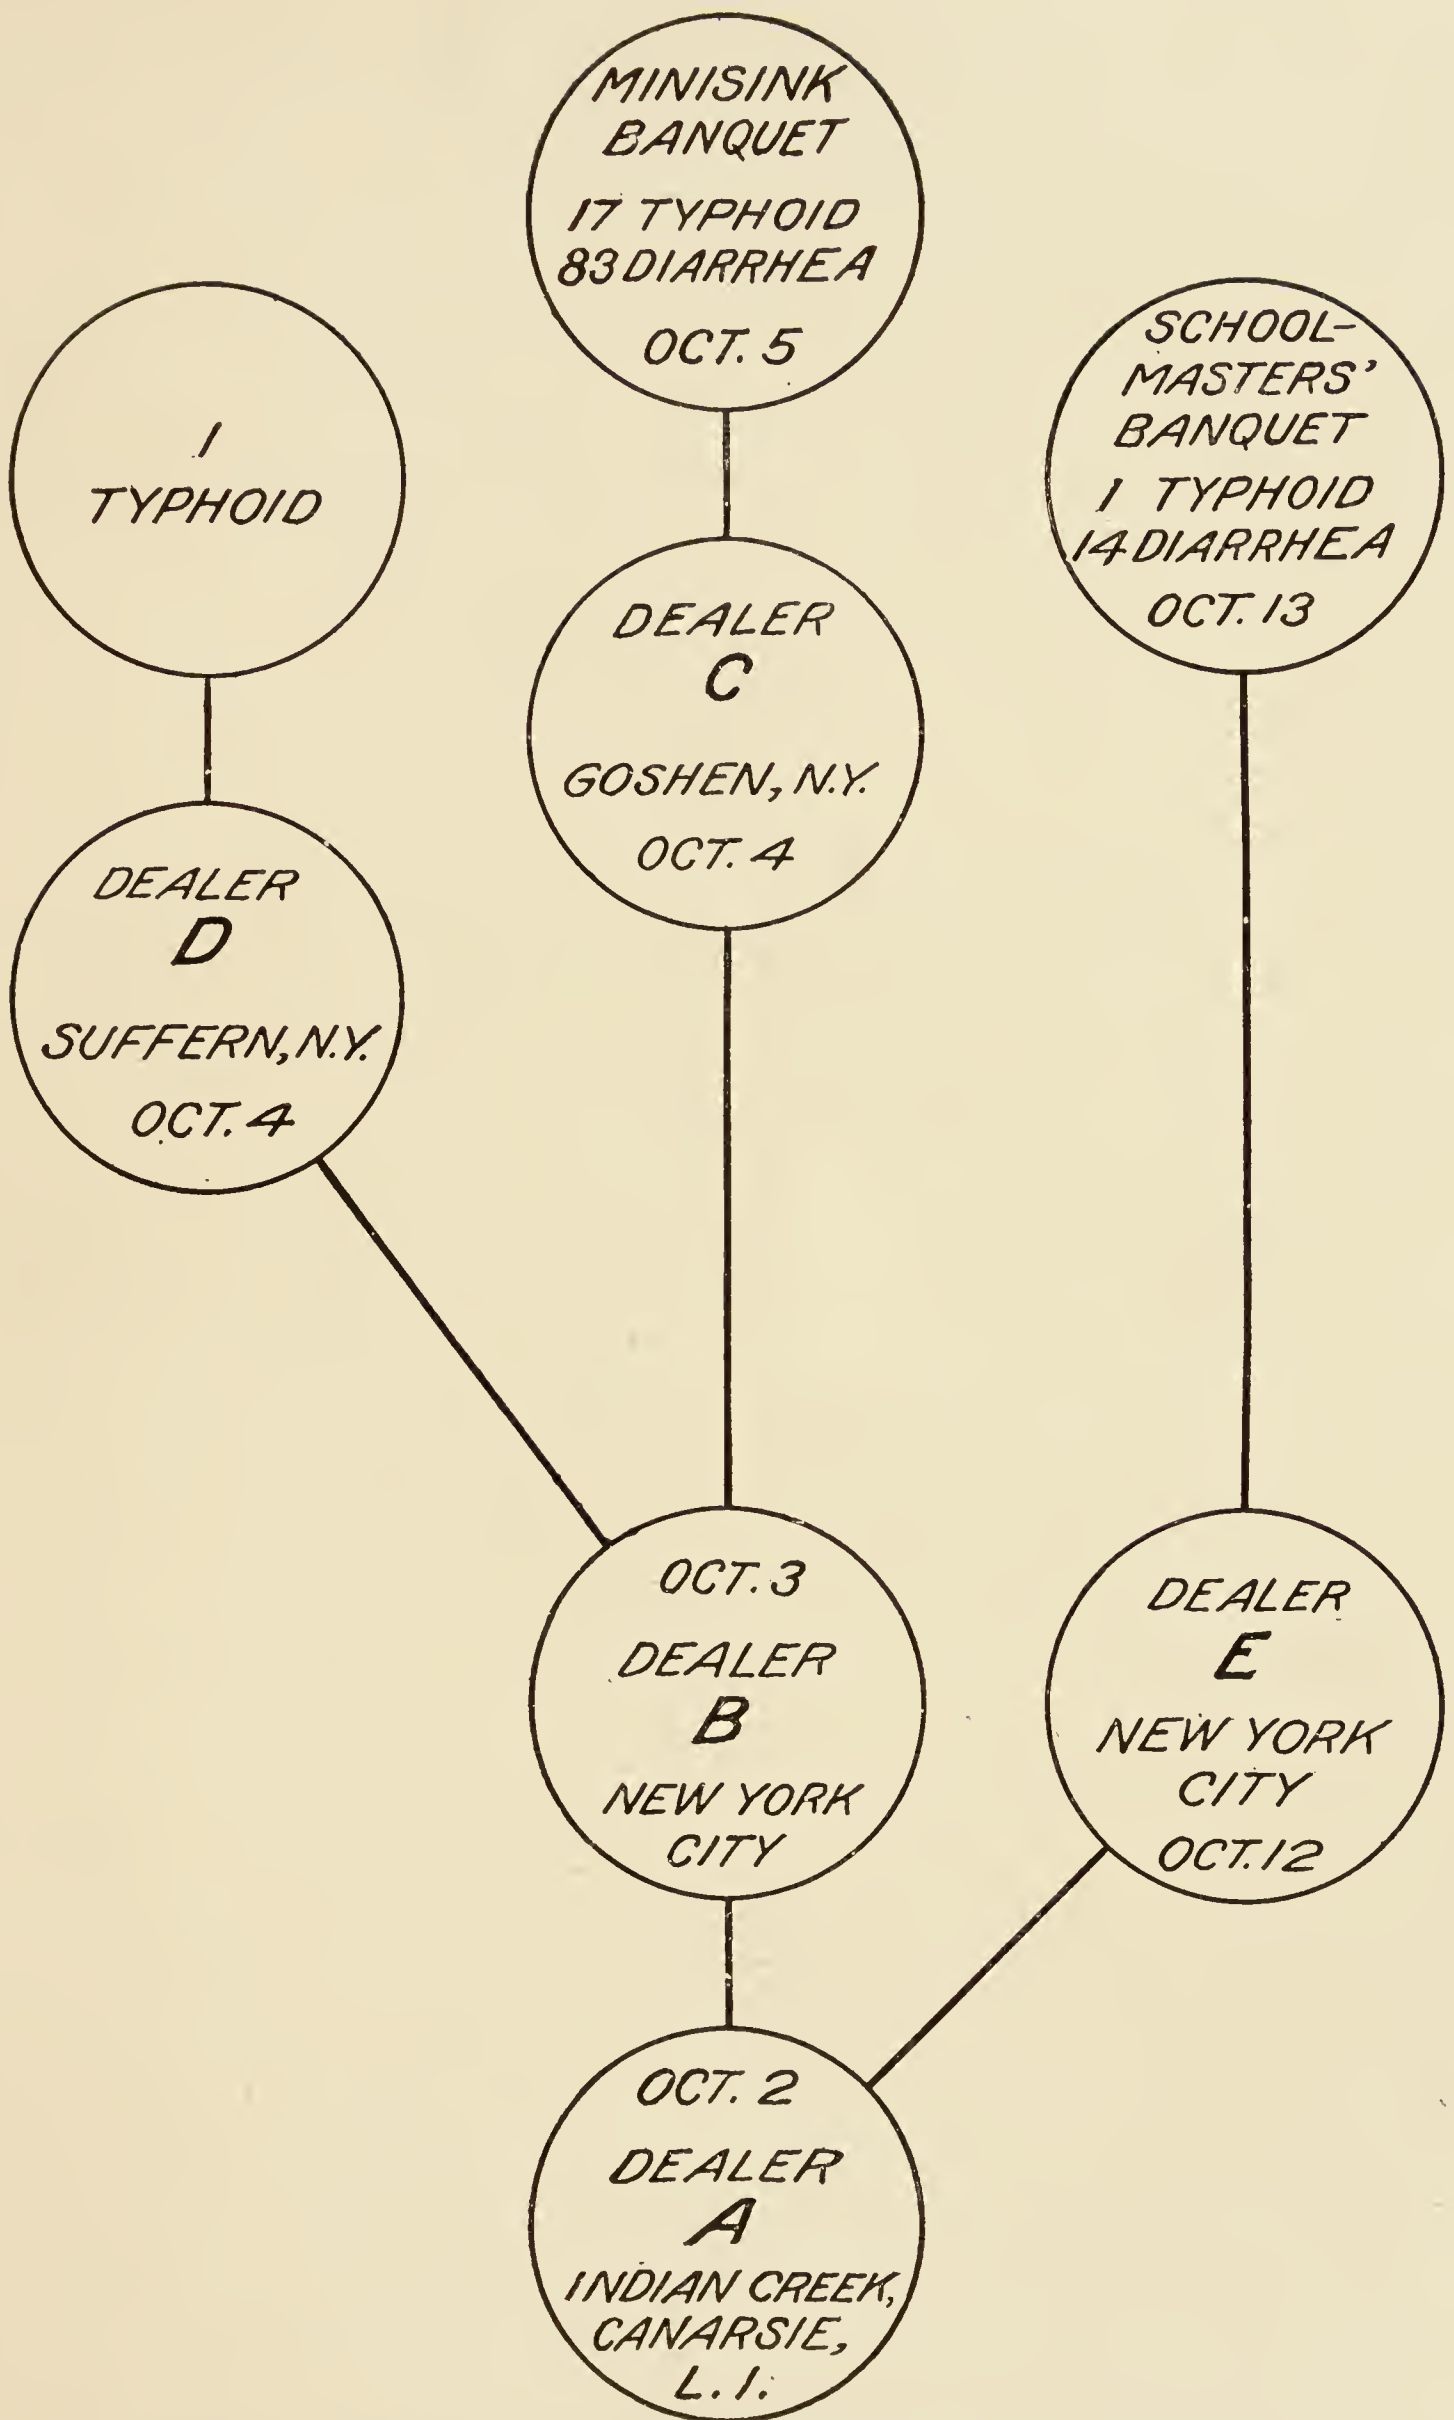 MINISINK
BANQUET
17 TYPHOID
83 DIARRHEA
OCT. 5
1
TYPHOID
SCHOOL-
MASTERS'
BANQUET
1 TYPHOID
14 DIARRHEA
OCT. 13
DEALER
C
GOSHEN, N.Y.
OCT. 4
DEALER
D
SUFFERN, N.Y.
OCT. 4
OCT. 3
DEALER
B
NEW YORK
CITY
DEALER
E
NEW YORK
CITY
OCT. 12
OCT. 2
DEALER
A
INDIAN CREEK,
CANARSIE,
L. I.